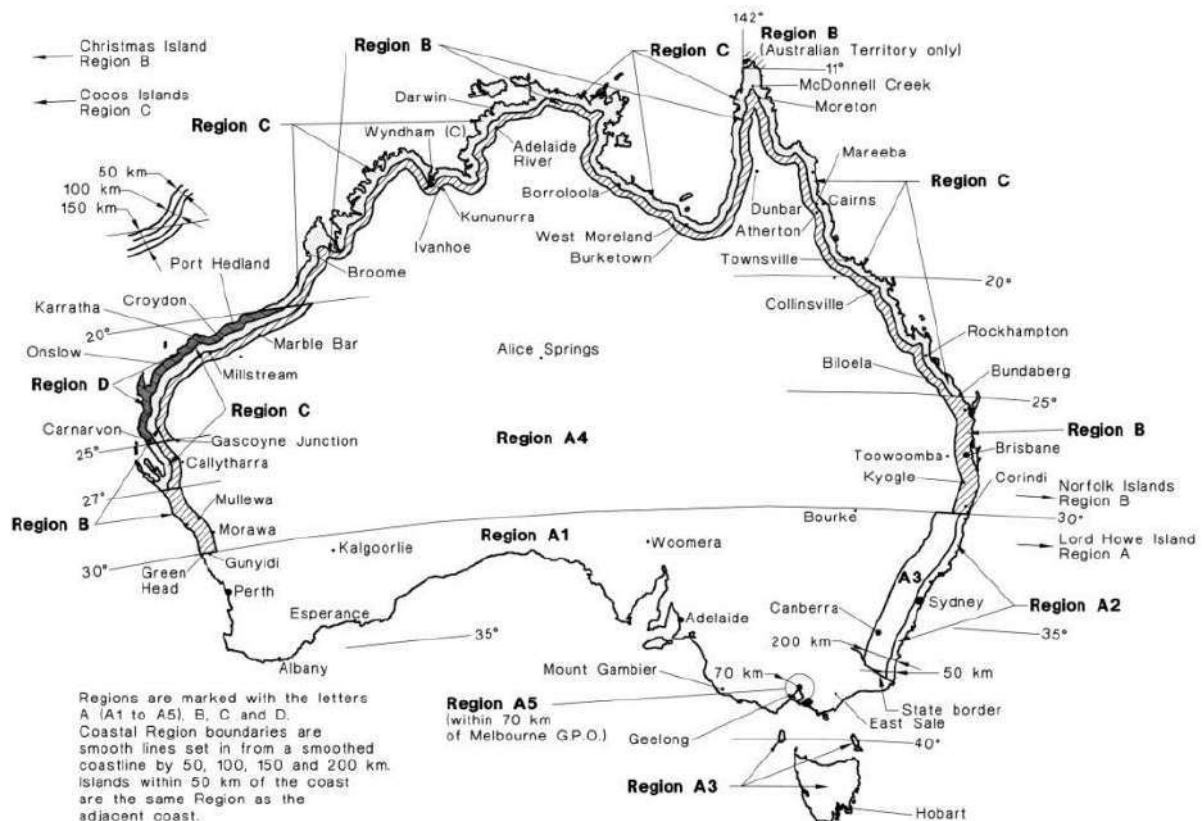 Christmas Island
Region B
Cocos Islands
Region C
Region B
Region C
142°
Region B
(Australian Territory only)
11°
McDonnell Creek
Moreton
Darwin
Region C
Wyndham (C)
Adelaide
River
Mareeba
50 km
100 km
150 km
Borroloola
Region C
Kununurra
Cairns
Dunbar
Ivanhoe
West Moreland
Atherton
Burketown
Port Hedland
Broome
Townsville
20°
Collinsville
Karratha
Croydon
20°
Marble Bar
Rockhampton
Onslow
Alice Springs
Millstream
Biloela
Bundaberg
Region D
Region C
25°
Carnarvon
Gascoyne Junction
Region A4
Region B
25°
Callytharra
Toowoomba
Brisbane
Kyogle
Corindi
27°
Norfolk Islands
Region B
Mullewa
Region B
Morawa
Bourke
30°
Region A1
Lord Howe Island
Region A
Kalgoorlie
Woomera
30°
Gunyidi
Green
Head
A3
Perth
Sydney
Region A2
Esperance
Canberra
Adelaide
35°
35°
200 km
Albany
Mount Gambier
70 km
50 km
Regions are marked with the letters
A (A1 to A5), B, C and D.
Coastal Region boundaries are
smooth lines set in from a smoothed
coastline by 50, 100, 150 and 200 km.
Islands within 50 km of the coast
are the same Region as the
adjacent coast.
Region A5
(within 70 km
of Melbourne G.P.O.)
State border
East Sale
Geelong
40°
Region A3
Hobart